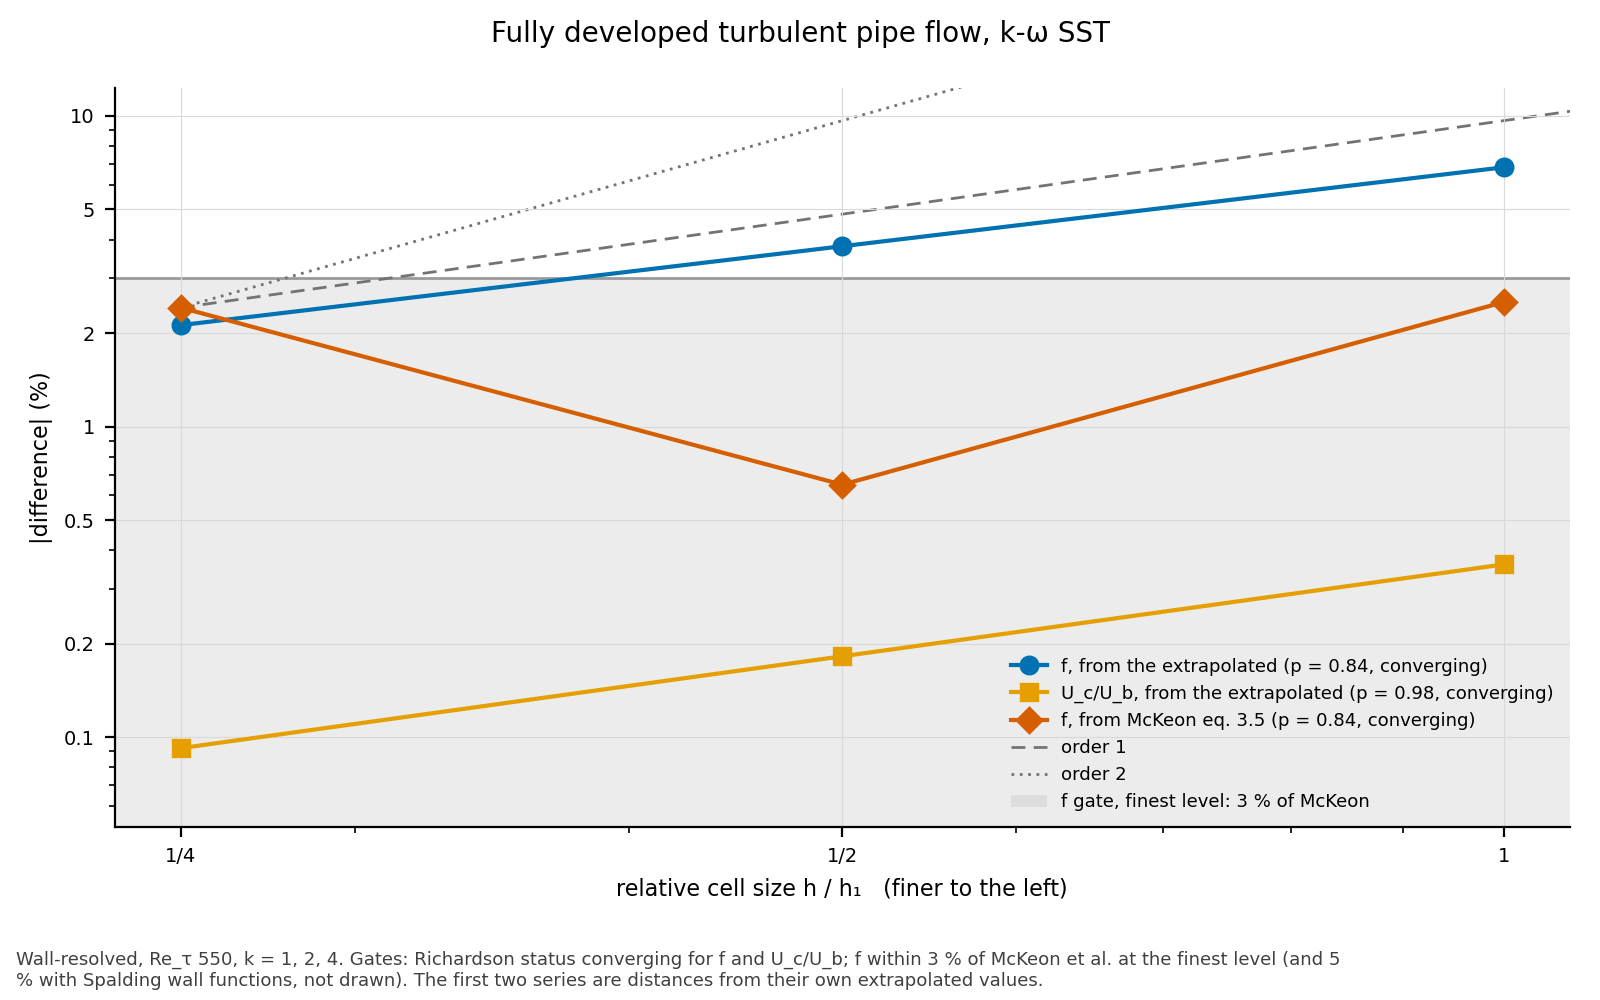 Fully developed turbulent pipe flow, k-ω SST
10
5
2
1
0.5
0.2
0.1
|difference| (%)
f, from the extrapolated (p = 0.84, converging)
U_c/U_b, from the extrapolated (p = 0.98, converging)
f, from McKeon eq. 3.5 (p = 0.84, converging)
order 1
order 2
f gate, finest level: 3 % of McKeon
1/4 1/2 1
relative cell size h / h₁ (finer to the left)
Wall-resolved, Re_τ 550, k = 1, 2, 4. Gates: Richardson status converging for f and U_c/U_b; f within 3 % of McKeon et al. at the finest level (and 5
% with Spalding wall functions, not drawn). The first two series are distances from their own extrapolated values.